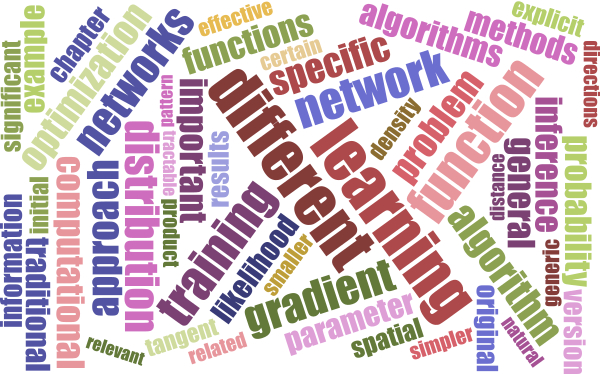 effective
explicit
algorithms
methods
functions
certain
specific
directions
significant
example
chapter
optimization
networks
network
pattern
tractable
important
different
density
problem
function
inference
general
distance
probability
version
learning
results
distribution
approach
computational
initial
information
traditional
product
training
likelihood
smaller
gradient
parameter
spatial
simpler
algorithm
generic
original
natural
relevant
tangent
related